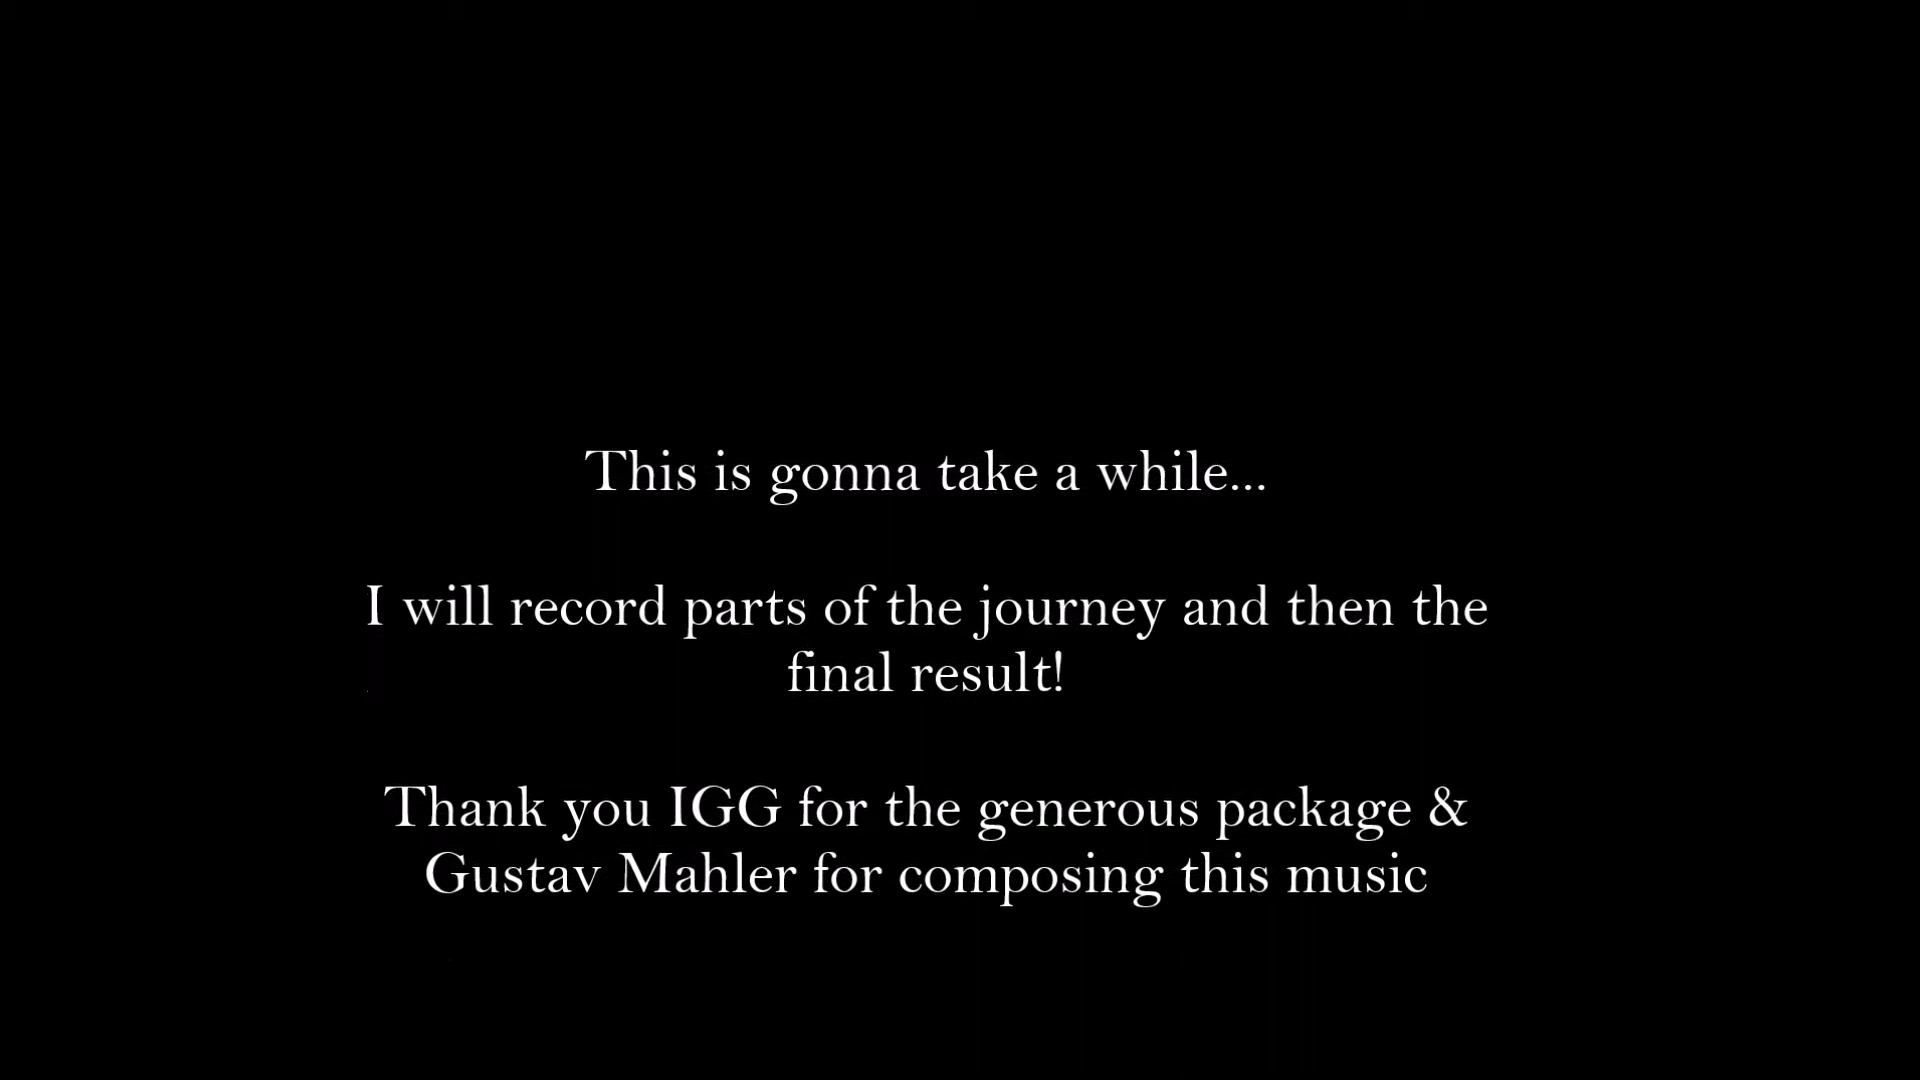 This is gonna take a while...
I will record parts of the journey and then the
final result!
Thank you IGG for the generous package &
Gustav Mahler for composing this music